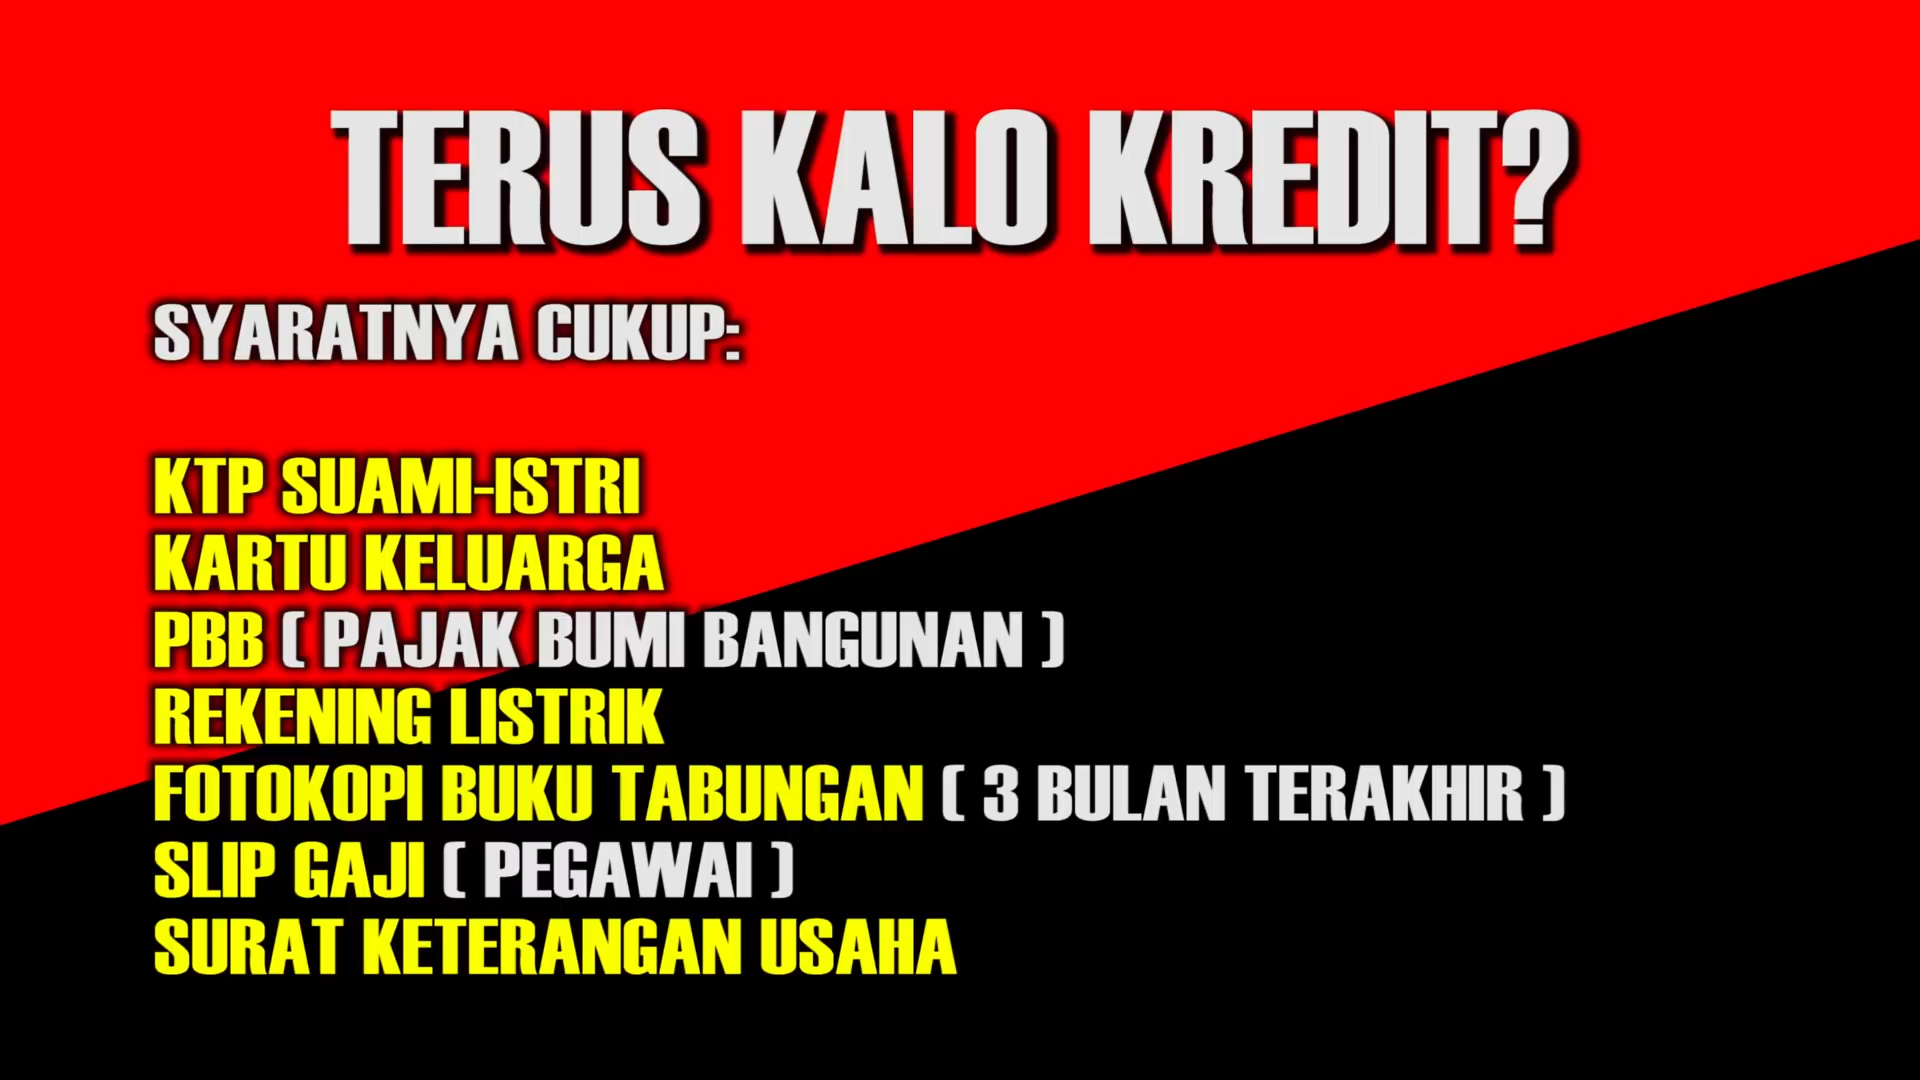 TERUS KALO KREDIT?
SYARATNYA CUKUP:
KTP SUAMI-ISTRI
KARTU KELUARGA
PBB ( PAJAK BUMI BANGUNAN )
REKENING LISTRIK
FOTOKOPI BUKU TABUNGAN ( 3 BULAN TERAKHIR )
SLIP GAJI ( PEGAWAI )
SURAT KETERANGAN USAHA